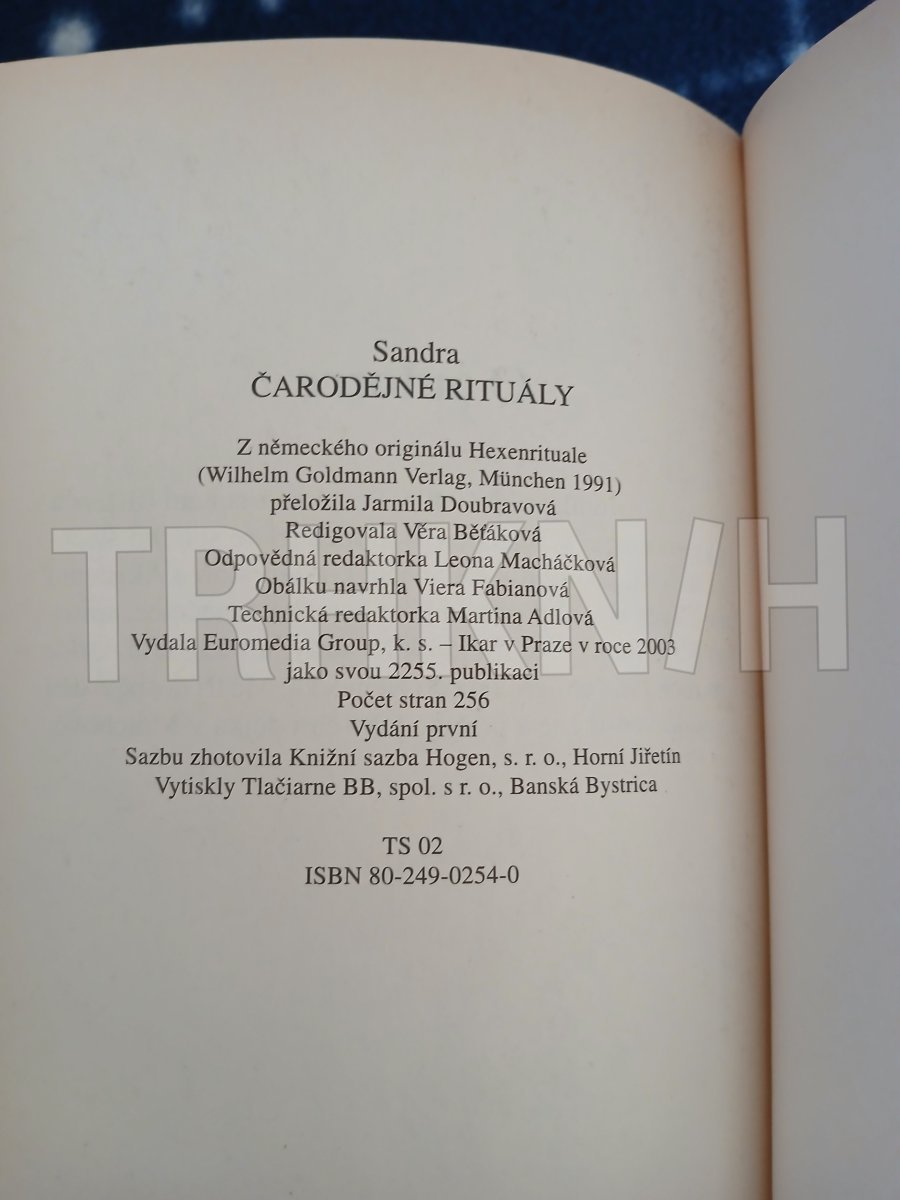 Sandra
ČARODĚJNÉ RITUÁLY
Z německého originálu Hexenrituale
(Wilhelm Goldmann Verlag, München 1991)
přeložila Jarmila Doubravová
Redigovala Věra Běťáková
Odpovědná redaktorka Leona Macháčková
Obálku navrhla Viera Fabianová
Technická redaktorka Martina Adlová
Vydala Euromedia Group, k. s. – Ikar v Praze v roce 2003
jako svou 2255. publikaci
Počet stran 256
Vydání první
Sazbu zhotovila Knižní sazba Hogen, s. r. o., Horní Jiřetín
Vytiskly Tlačiarne BB, spol. s r. o., Banská Bystrica
TS 02
ISBN 80-249-0254-0